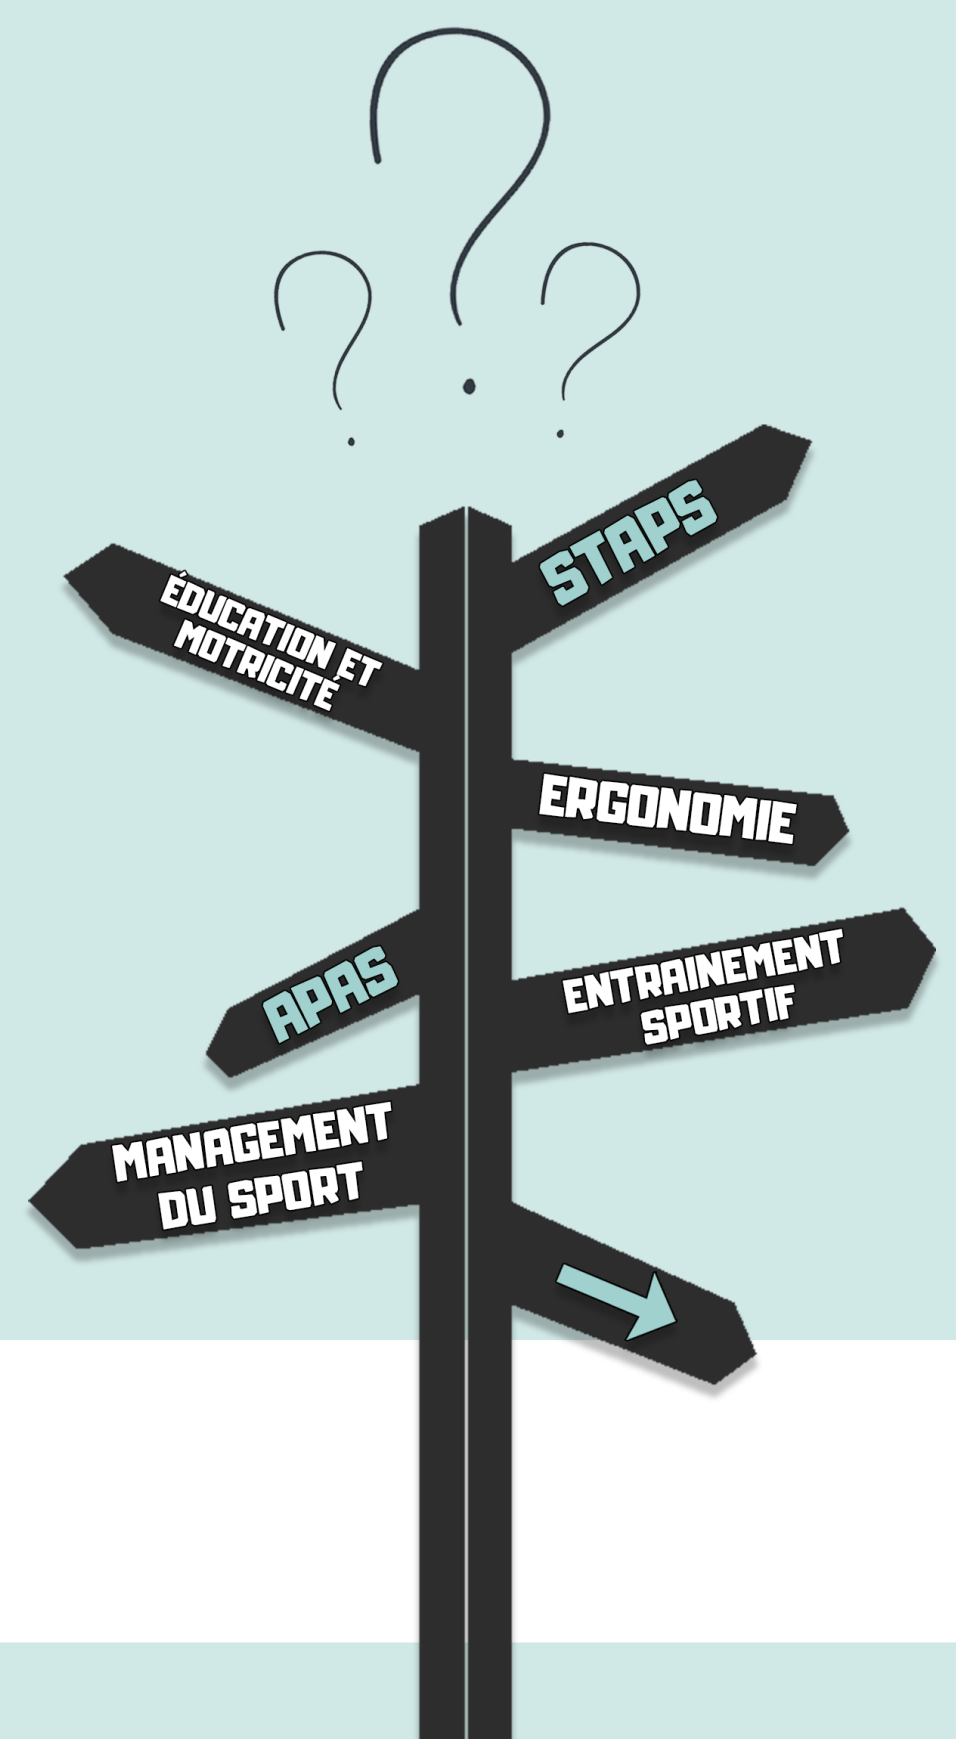 STAPS
ÉDUCATION ET
MOTRICITÉ
ERGONOMIE
APAS
ENTRAINEMENT
SPORTIF
MANAGEMENT
DU SPORT